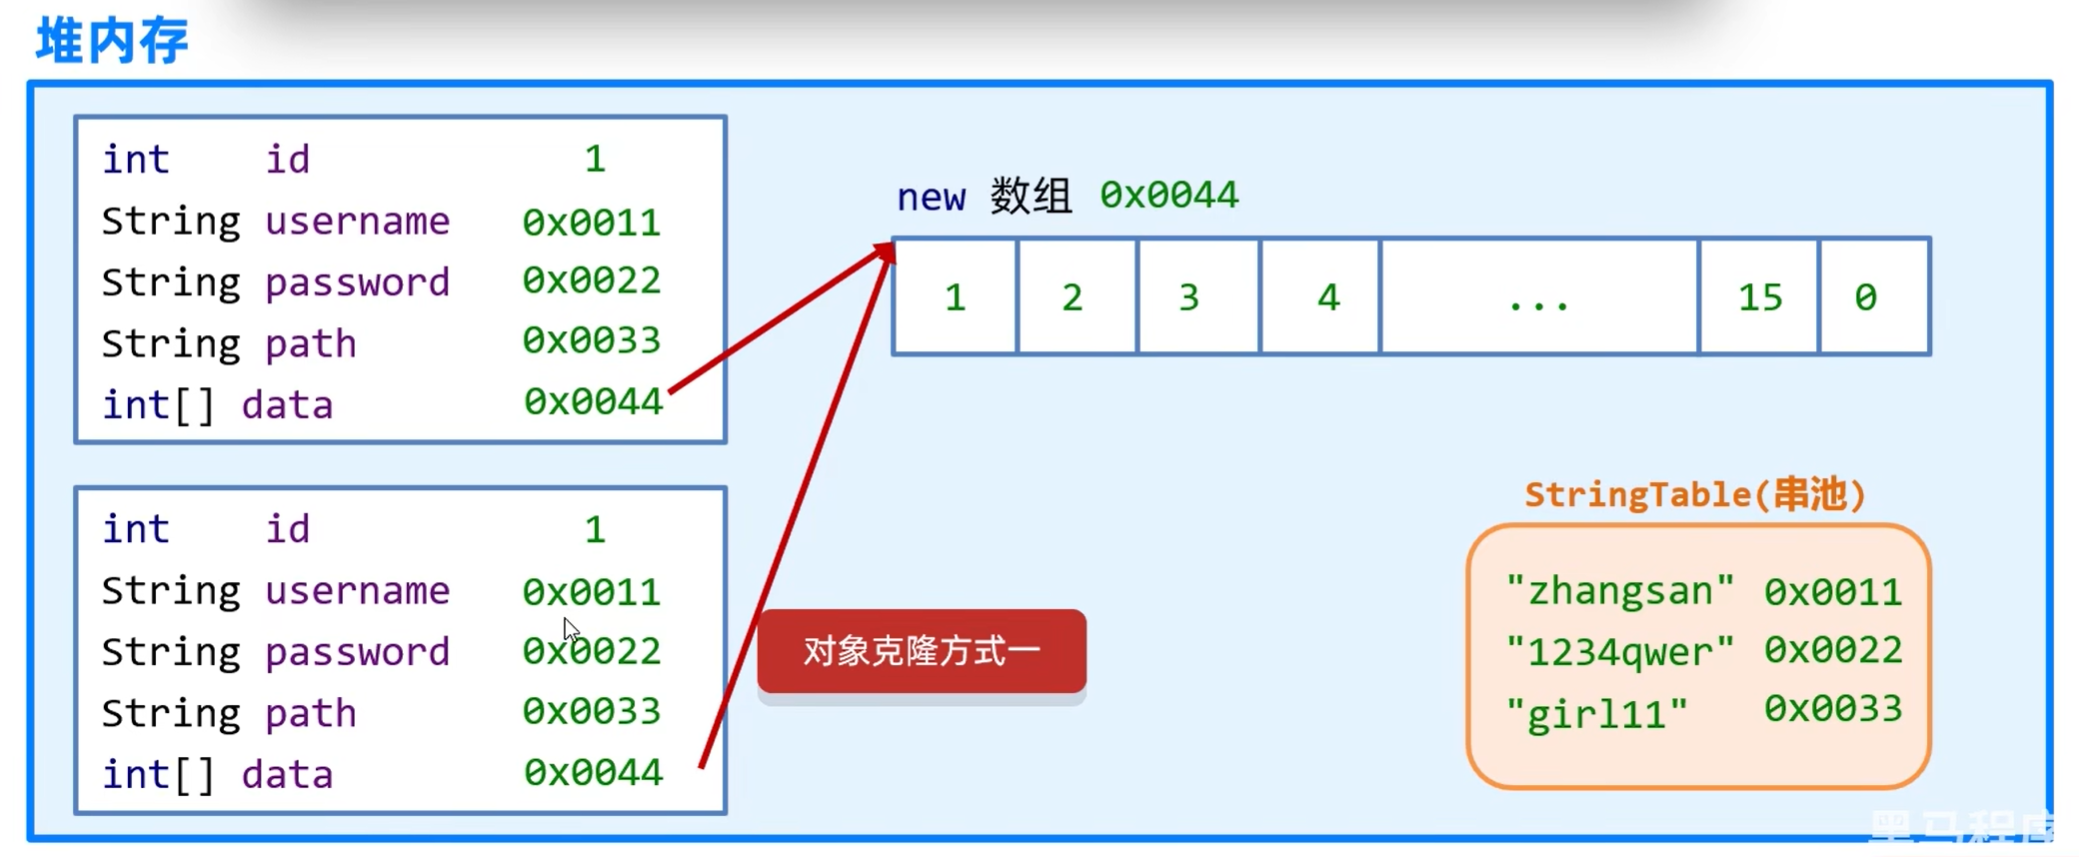 堆内存
int id 1
String username 0x0011
String password 0x0022
String path 0x0033
int[] data 0x0044
new 数组 0x0044
1 2 3 4 ... 15 0
int id 1
String username 0x0011
String password 0x0022
String path 0x0033
int[] data 0x0044
对象克隆方式一
StringTable(串池)
"zhangsan" 0x0011
"1234qwer" 0x0022
"girl11" 0x0033
黑马程序